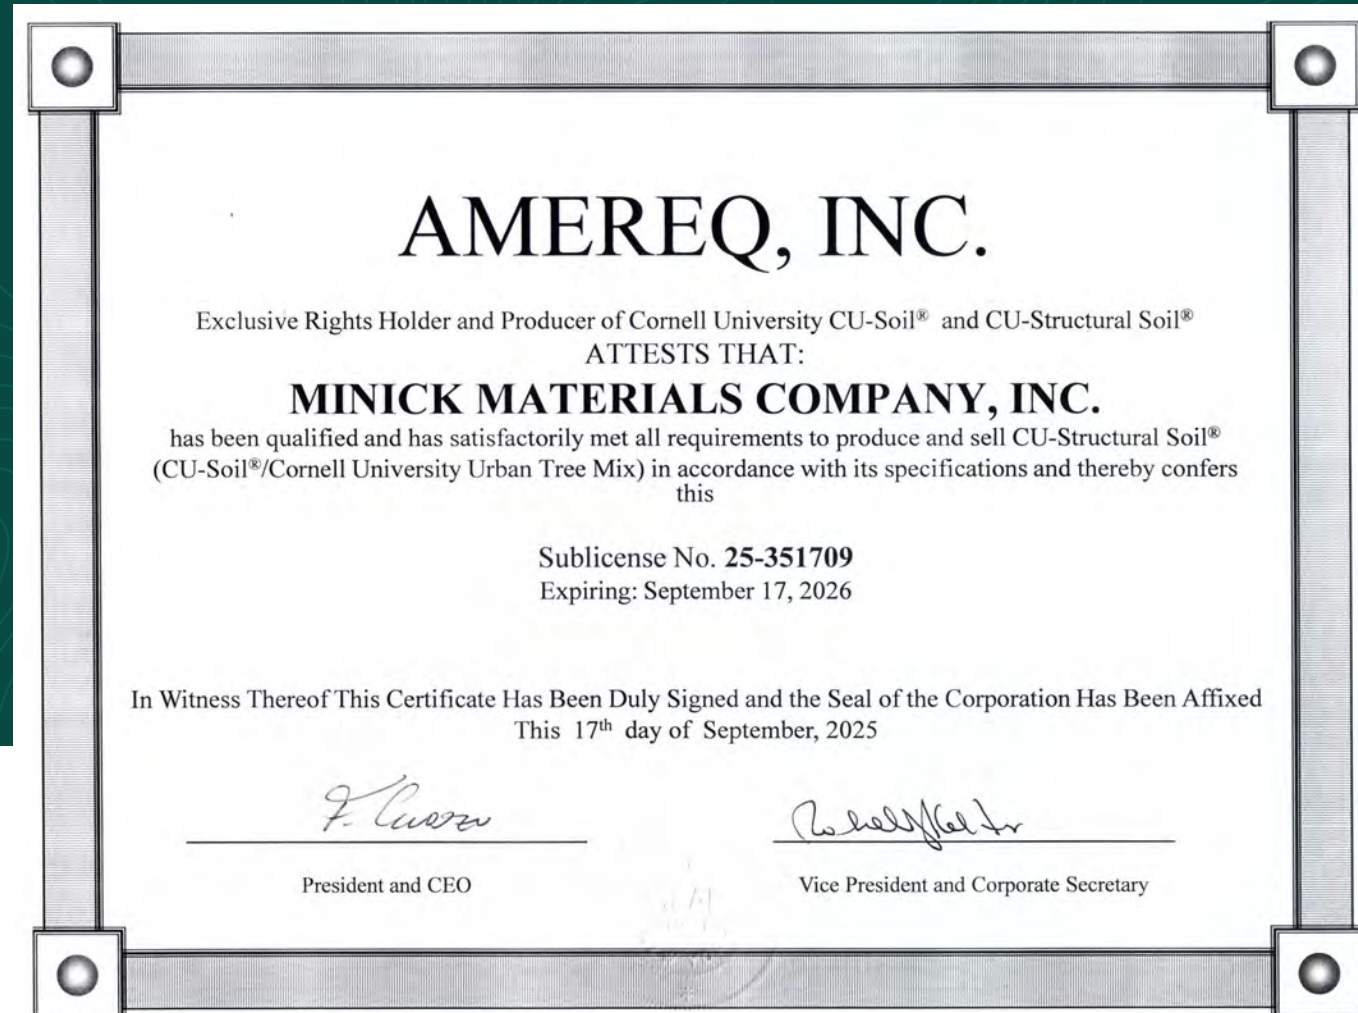 AMEREQ, INC.
Exclusive Rights Holder and Producer of Cornell University CU-Soil® and CU-Structural Soil®
ATTESTS THAT:
MINICK MATERIALS COMPANY, INC.
has been qualified and has satisfactorily met all requirements to produce and sell CU-Structural Soil®
(CU-Soil®/Cornell University Urban Tree Mix) in accordance with its specifications and thereby confers
this
Sublicense No. 25-351709
Expiring: September 17, 2026
In Witness Thereof This Certificate Has Been Duly Signed and the Seal of the Corporation Has Been Affixed
This 17th day of September, 2025
President and CEO
Vice President and Corporate Secretary